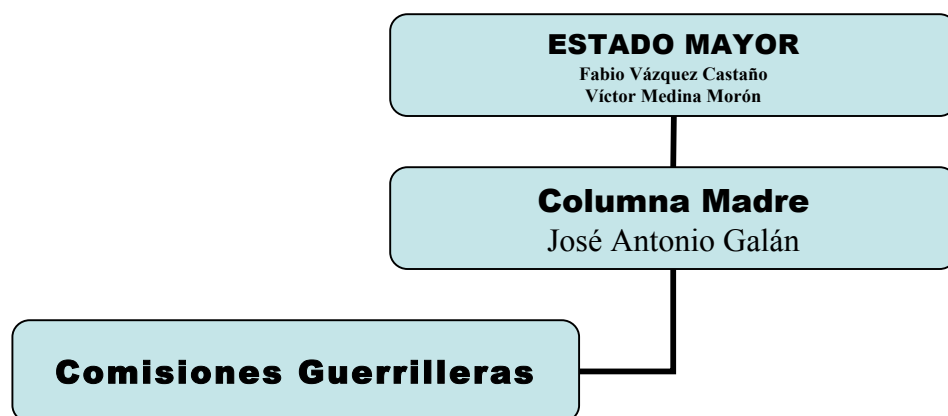 ESTADO MAYOR
Fabio Vázquez Castaño
Víctor Medina Morón
Columna Madre
José Antonio Galán
Comisiones Guerrilleras